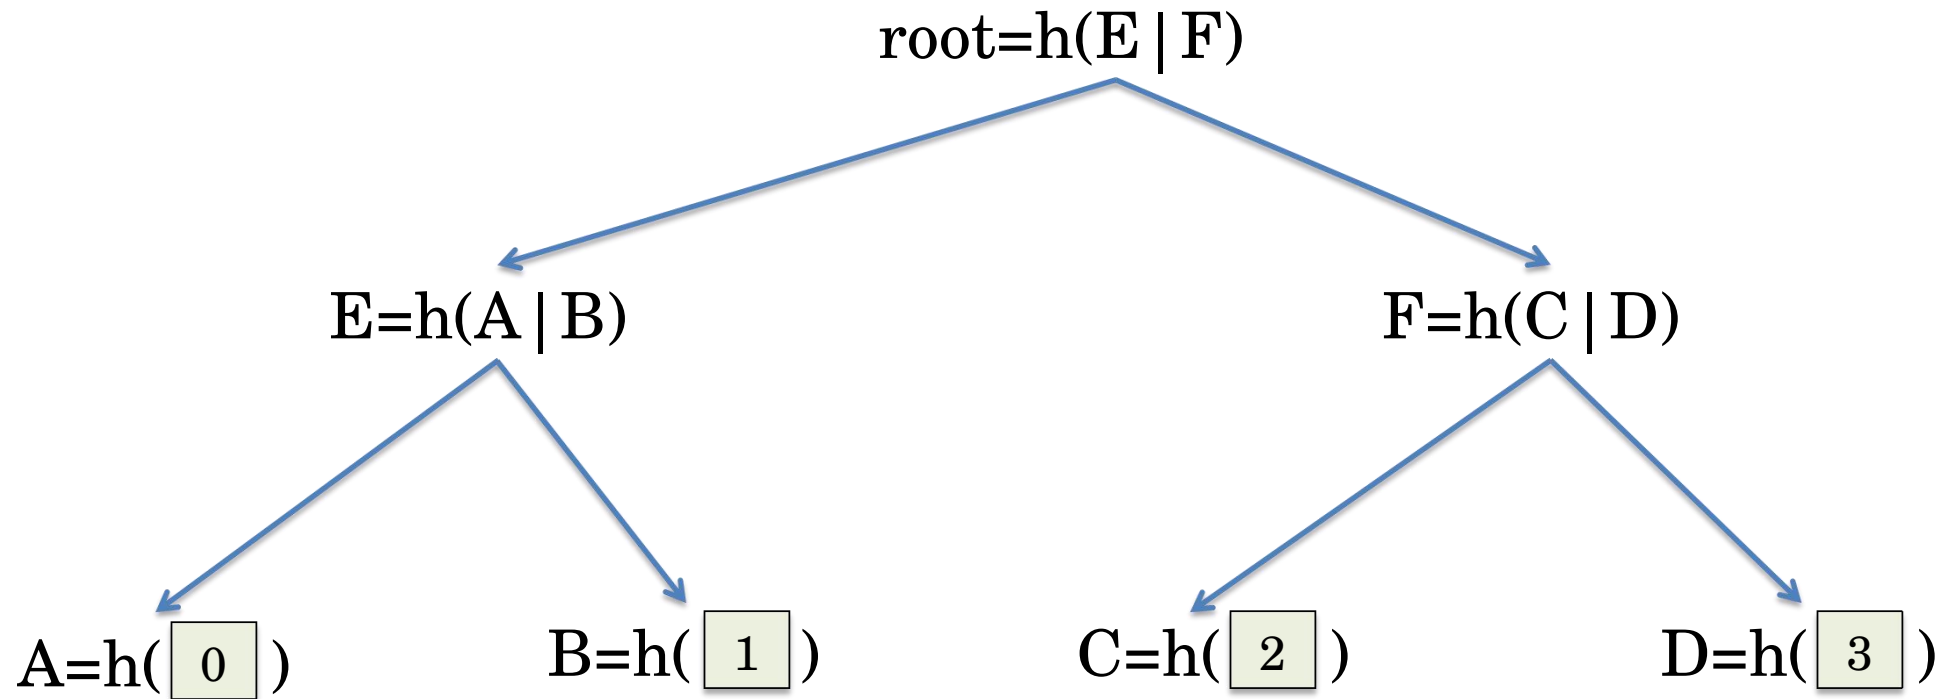 root=h(E|F)
E=h(A|B)
F=h(C|D)
A=h( 0 )
B=h( 1 )
C=h( 2 )
D=h( 3 )